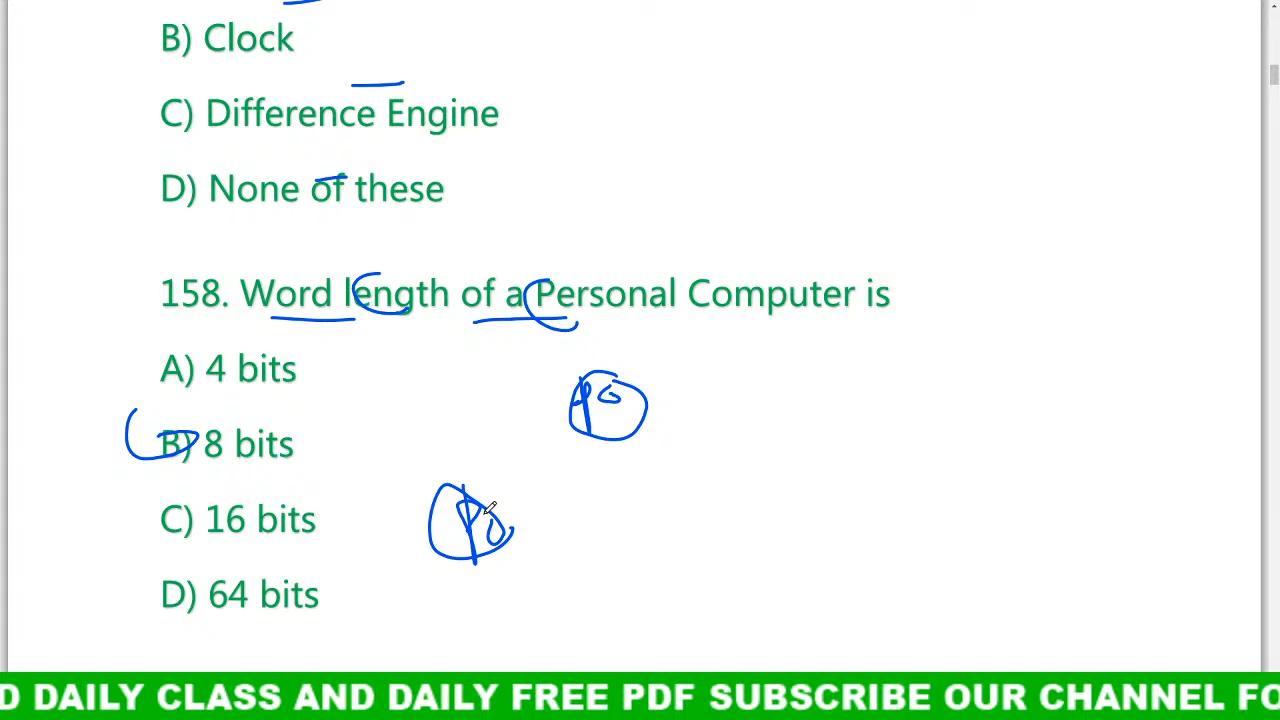 B) Clock
C) Difference Engine
D) None of these
158. Word length of a Personal Computer is
A) 4 bits
B) 8 bits
C) 16 bits
D) 64 bits
D DAILY CLASS AND DAILY FREE PDF SUBSCRIBE OUR CHANNEL FO